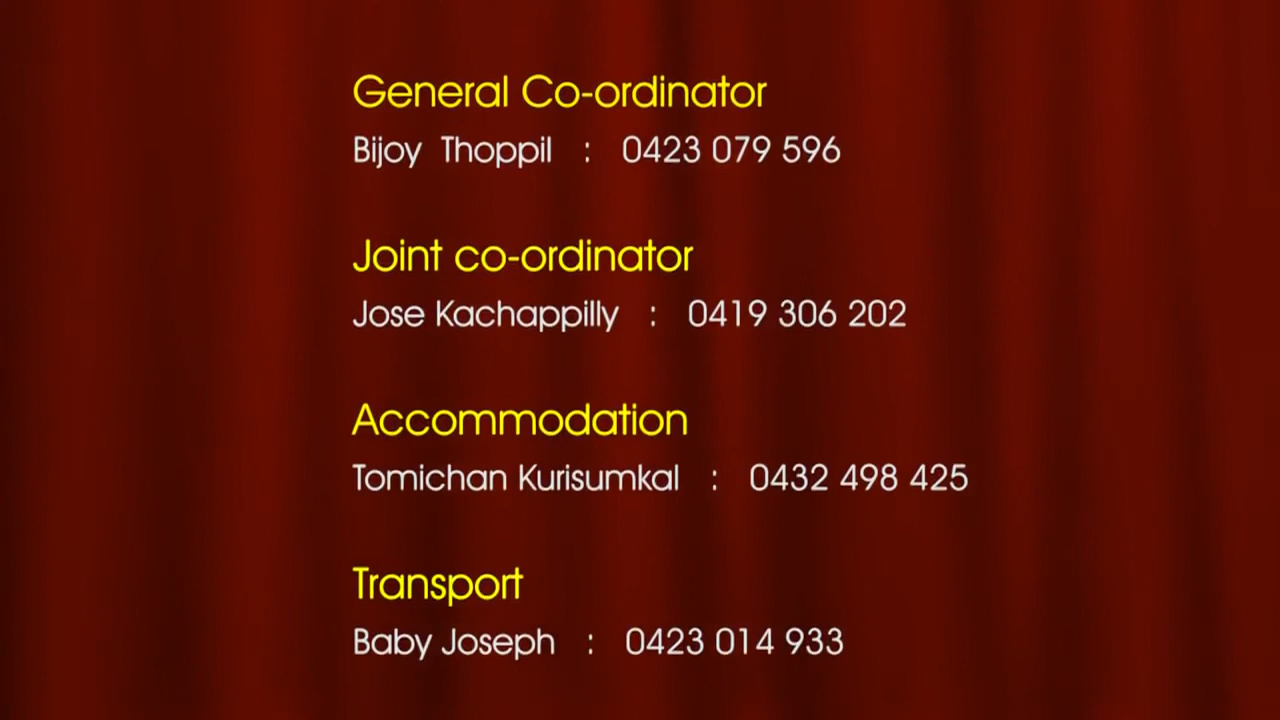 General Co-ordinator
Bijoy Thoppil : 0423 079 596
Joint co-ordinator
Jose Kachappilly : 0419 306 202
Accommodation
Tomichan Kurisumkal : 0432 498 425
Transport
Baby Joseph : 0423 014 933